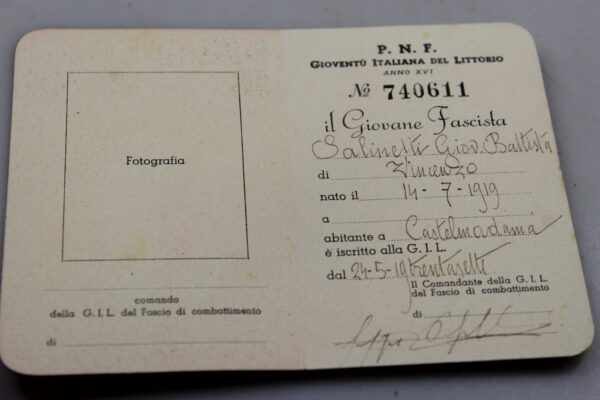 Fotografia
comando
della G. I. L. del Fascio di combattimento
di
P. N. F.
GIOVENTÙ ITALIANA DEL LITTORIO
ANNO XVI
No 740611
il Giovane Fascista
Salinetti Giov. Battista
di Vincenzo
nato il 14 - 7 - 1919
a
abitante a Castelmadama
è iscritto alla G. I. L.
dal 24-5-19trentasette
Il Comandante della G. I. L.
del Fascio di combattimento
di